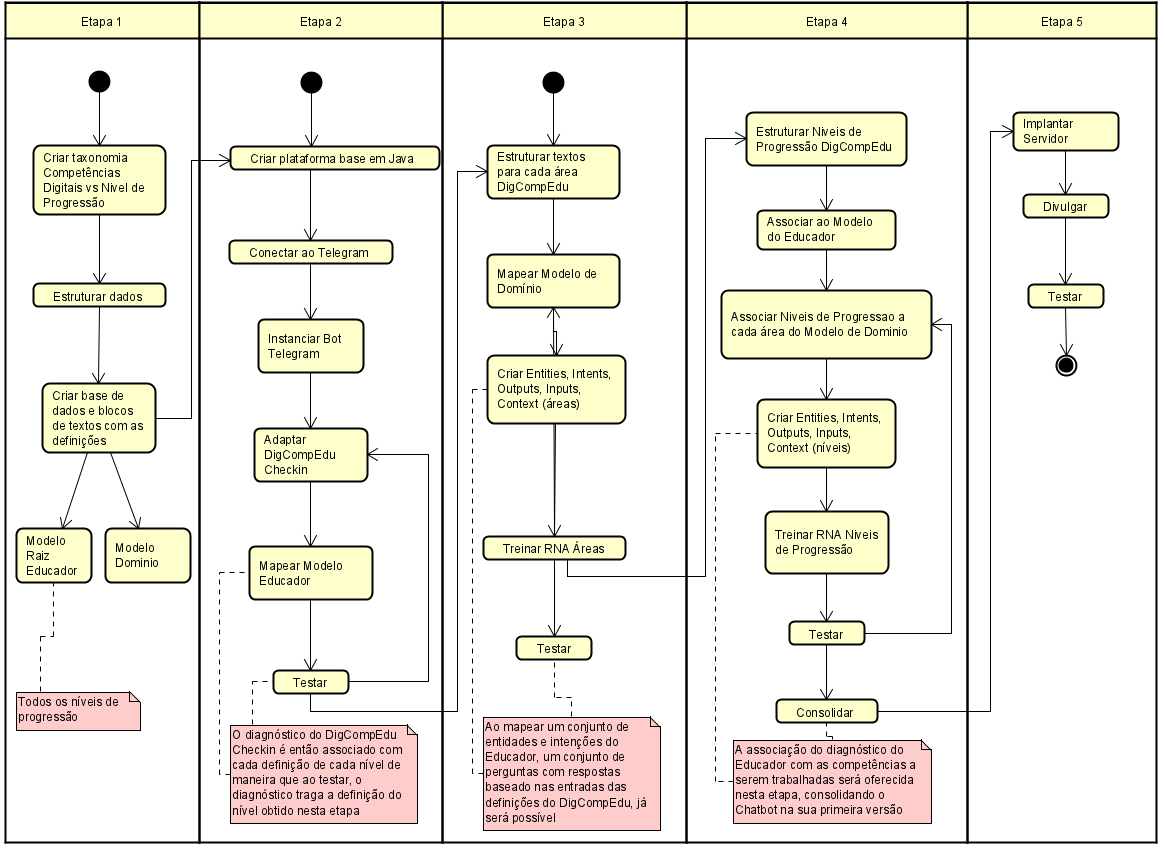 Etapa 1
Etapa 2
Etapa 3
Etapa 4
Etapa 5
Criar taxonomia
Competências
Digitais vs Nivel de
Progressão
Estruturar dados
Criar base de
dados e blocos
de textos com as
definições
Modelo
Raiz
Educador
Modelo
Dominio
Todos os níveis de
progressão
Criar plataforma base em Java
Conectar ao Telegram
Instanciar Bot
Telegram
Adaptar
DigCompEdu
Checkin
Mapear Modelo
Educador
Testar
O diagnóstico do DigCompEdu
Checkin é então associado com
cada definição de cada nível de
maneira que ao testar, o
diagnóstico traga a definição do
nível obtido nesta etapa
Estruturar textos
para cada área
DigCompEdu
Mapear Modelo de
Domínio
Criar Entities, Intents,
Outputs, Inputs,
Context (áreas)
Treinar RNA Áreas
Testar
Ao mapear um conjunto de
entidades e intenções do
Educador, um conjunto de
perguntas com respostas
baseado nas entradas das
definições do DigCompEdu, já
será possível
Estruturar Niveis de
Progressão DigCompEdu
Associar ao Modelo
do Educador
Associar Niveis de Progressao a
cada área do Modelo de Dominio
Criar Entities, Intents,
Outputs, Inputs,
Context (níveis)
Treinar RNA Niveis
de Progressão
Testar
Consolidar
A associação do diagnóstico do
Educador com as competências a
serem trabalhadas será oferecida
nesta etapa, consolidando o
Chatbot na sua primeira versão
Implantar
Servidor
Divulgar
Testar